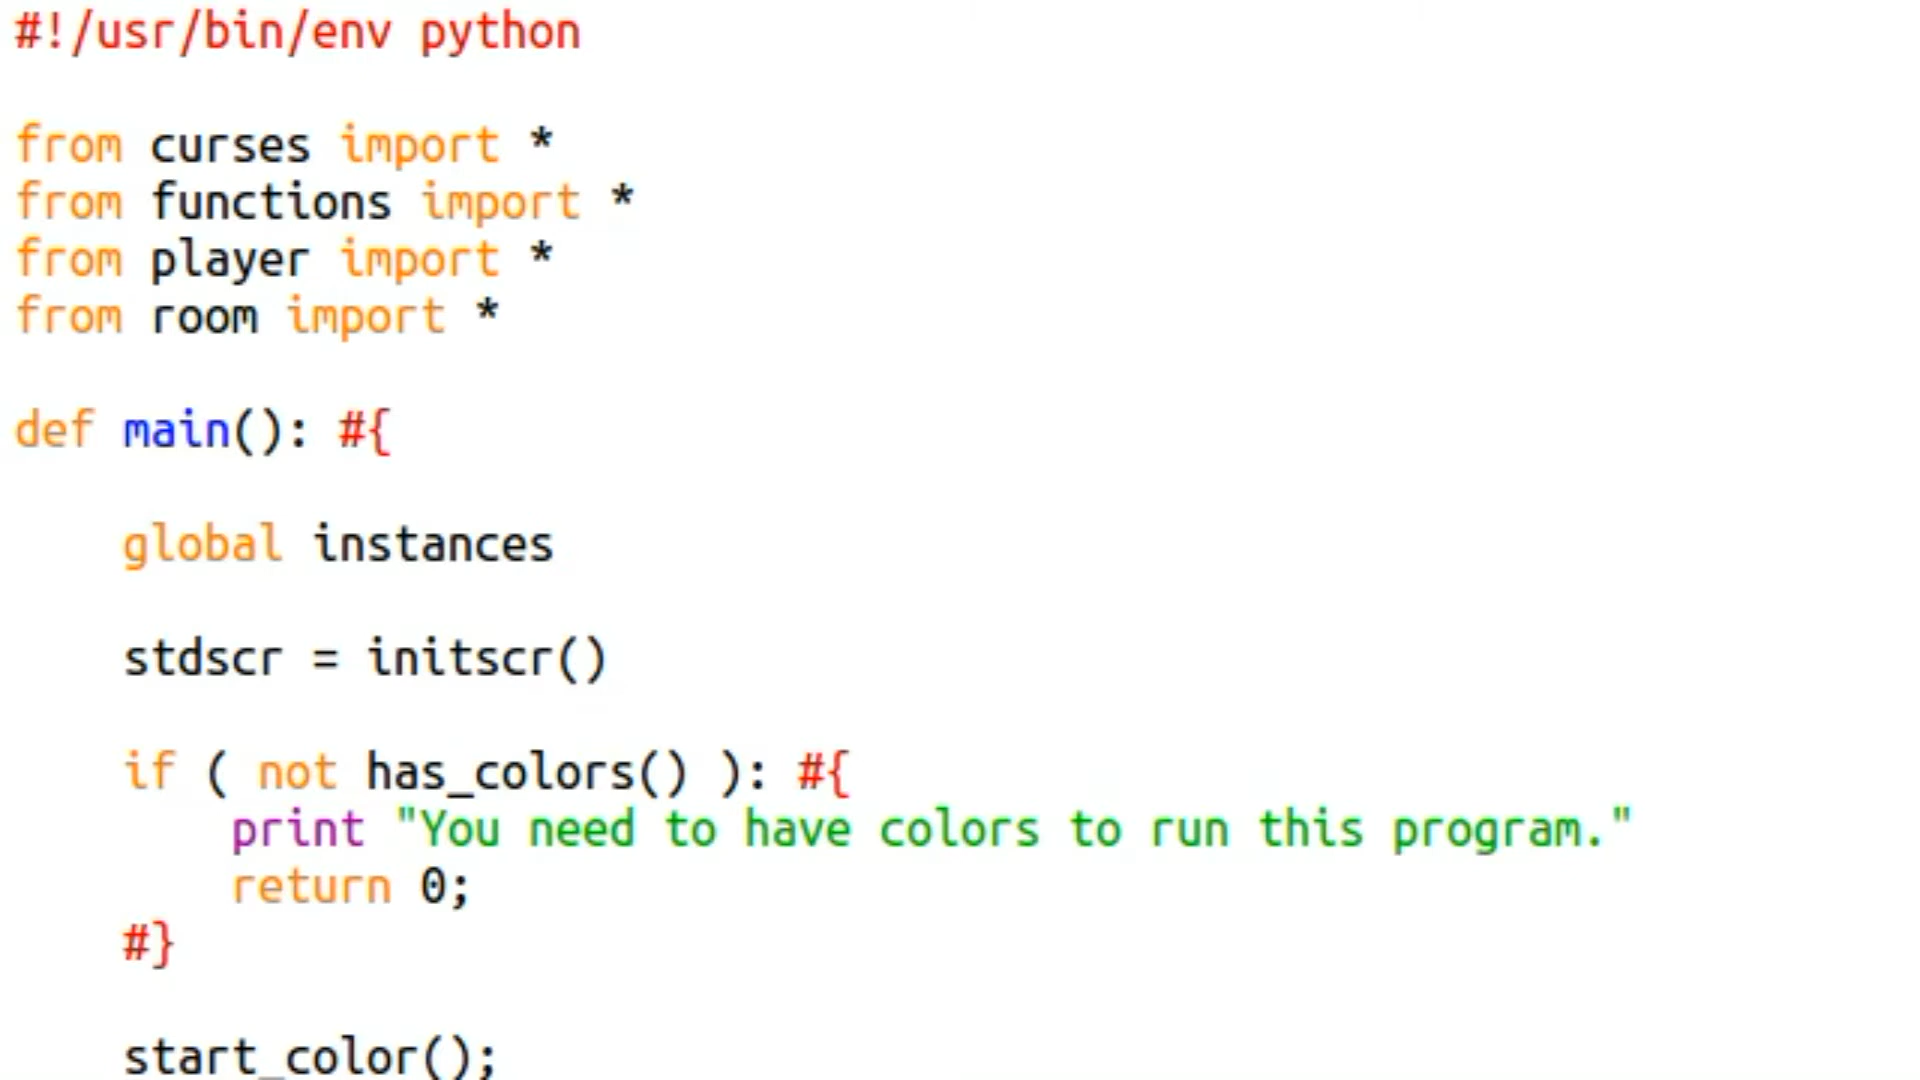 #!/usr/bin/env python
from curses import *
from functions import *
from player import *
from room import *
def main(): #{
global instances
stdscr = initscr()
if ( not has_colors() ): #{
print "You need to have colors to run this program."
return 0;
#}
start_color();